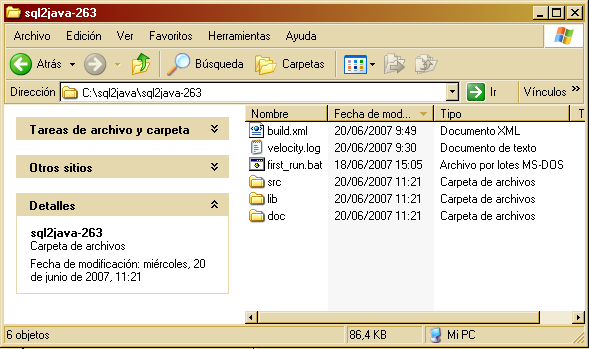 sql2java-263
Archivo Edición Ver Favoritos Herramientas Ayuda
Atrás Búsqueda Carpetas
Dirección C:\sql2java\sql2java-263 Ir Vínculos »
Tareas de archivo y carpeta
Otros sitios
Detalles
sql2java-263
Carpeta de archivos
Fecha de modificación: miércoles, 20
de junio de 2007, 11:21
Nombre Fecha de mod... Tipo T
build.xml 20/06/2007 9:49 Documento XML
velocity.log 20/06/2007 9:30 Documento de texto
first_run.bat 18/06/2007 15:05 Archivo por lotes MS-DOS
src 20/06/2007 11:21 Carpeta de archivos
lib 20/06/2007 11:21 Carpeta de archivos
doc 20/06/2007 11:21 Carpeta de archivos
6 objetos 86,4 KB Mi PC